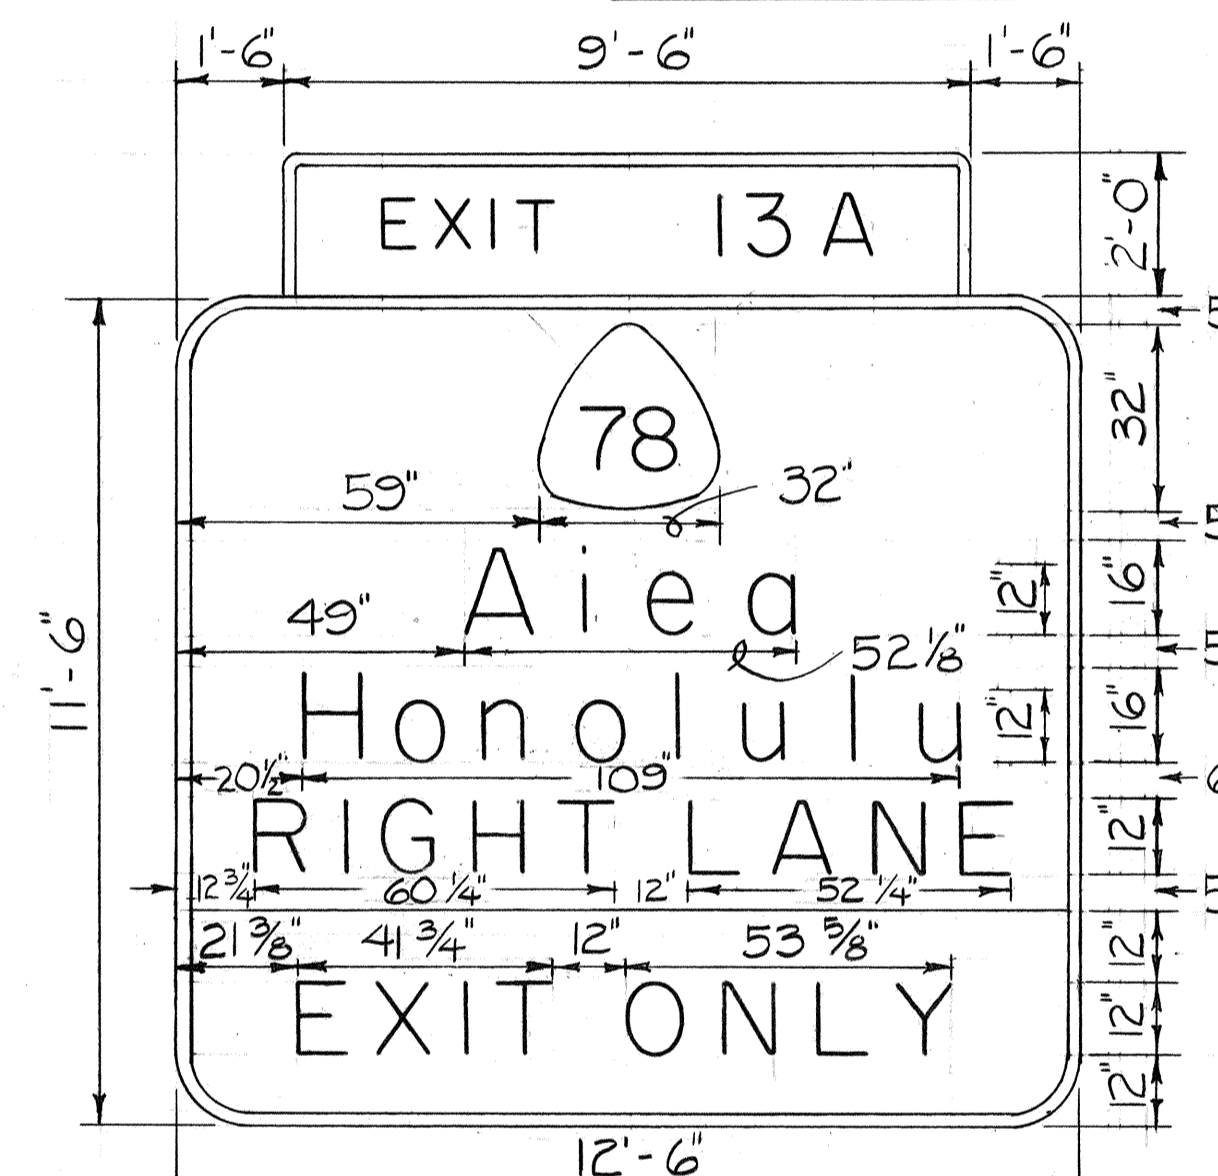 1'-6" 9'-6" 1'-6"
EXIT 13A
2'-0"
78
32"
59" 32"
Aiea
12" 16"
49" 52 1/8"
11'-6"
Honolulu
12" 16"
20 1/2" 109"
RIGHT LANE
12"
12 3/4" 60 1/4" 12" 52 1/4"
21 3/8" 41 3/4" 12" 53 5/8"
12"
EXIT ONLY
12"
12"
12'-6"